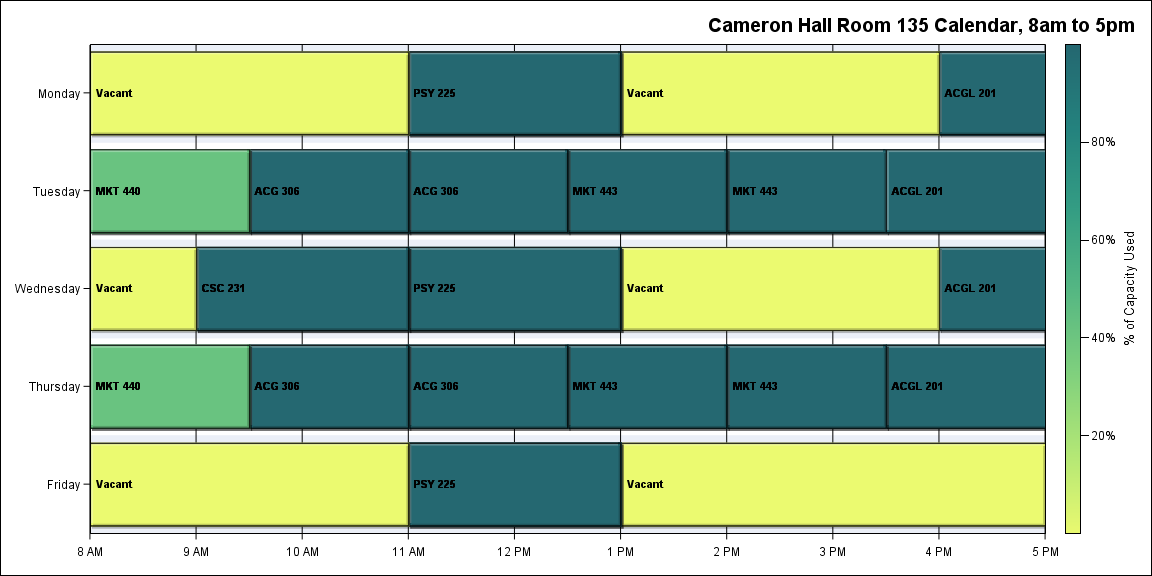 Cameron Hall Room 135 Calendar, 8am to 5pm
Monday
Vacant
PSY 225
Vacant
ACGL 201
Tuesday
MKT 440
ACG 306
ACG 306
MKT 443
MKT 443
ACGL 201
Wednesday
Vacant
CSC 231
PSY 225
Vacant
ACGL 201
Thursday
MKT 440
ACG 306
ACG 306
MKT 443
MKT 443
ACGL 201
Friday
Vacant
PSY 225
Vacant
8 AM
9 AM
10 AM
11 AM
12 PM
1 PM
2 PM
3 PM
4 PM
5 PM
80%
60%
40%
20%
% of Capacity Used